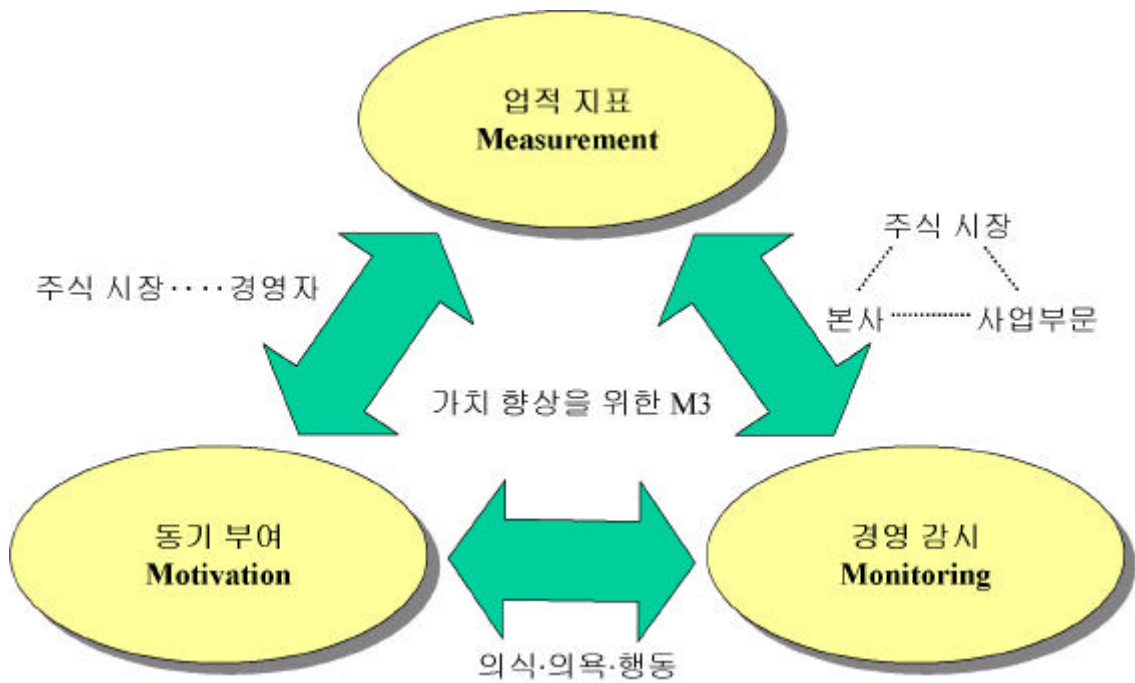 업적 지표
Measurement
주식 시장
본사 사업부문
주식 시장····경영자
가치 향상을 위한 M3
동기 부여
Motivation
경영 감시
Monitoring
의식·의욕·행동